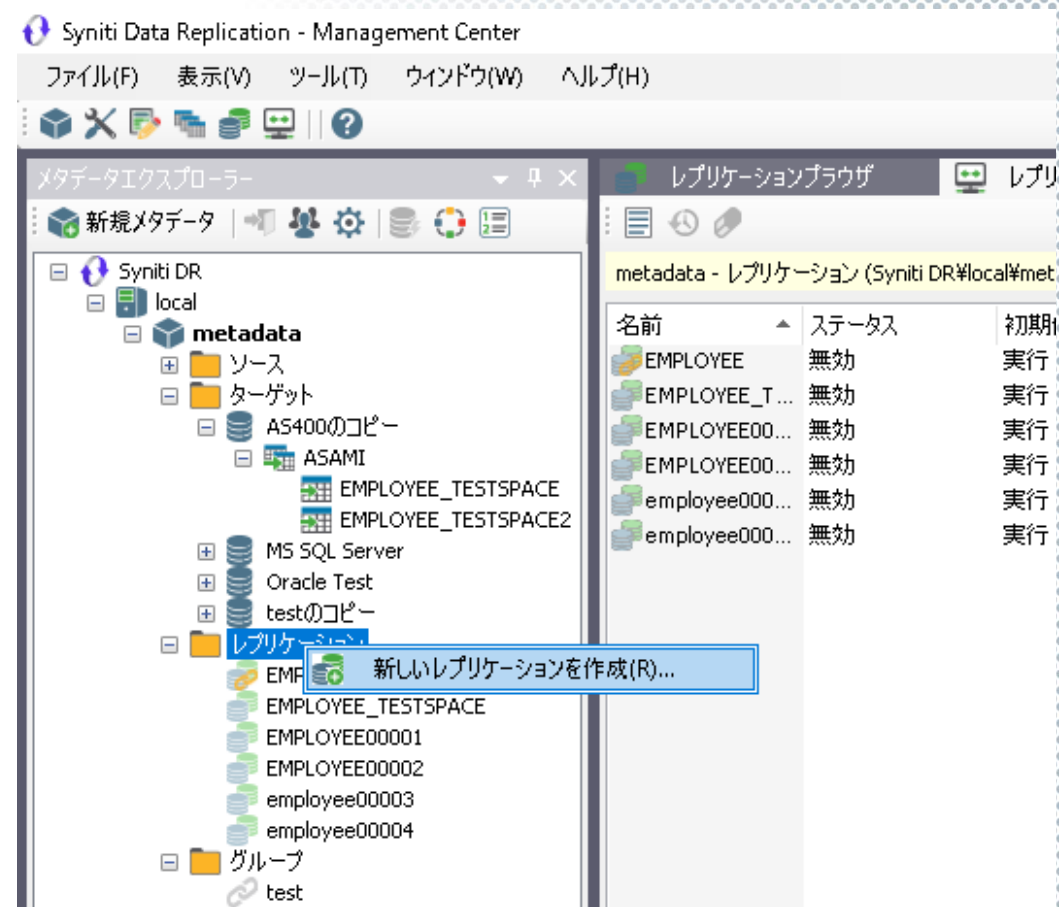 Syniti Data Replication - Management Center
ファイル(F) 表示(V) ツール(T) ウィンドウ(W) ヘルプ(H)
メタデータエクスプローラー
レプリケーションブラウザ
レプリ
新規メタデータ
Syniti DR
local
metadata
ソース
ターゲット
AS400のコピー
ASAMI
EMPLOYEE_TESTSPACE
EMPLOYEE_TESTSPACE2
MS SQL Server
Oracle Test
testのコピー
レプリケーション
新しいレプリケーションを作成(R)...
EMP
EMPLOYEE_TESTSPACE
EMPLOYEE00001
EMPLOYEE00002
employee00003
employee00004
グループ
test
metadata - レプリケーション (Syniti DR¥local¥met
名前 ステータス 初期
EMPLOYEE 無効 実行
EMPLOYEE_T... 無効 実行
EMPLOYEE00... 無効 実行
EMPLOYEE00... 無効 実行
employee000... 無効 実行
employee000... 無効 実行